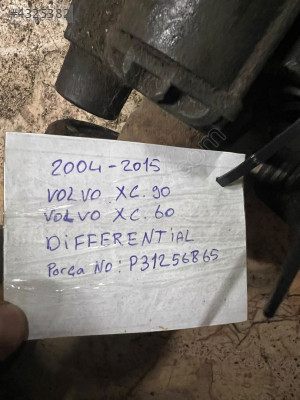 2004-2015
VOLVO XC.90
VOLVO XC.60
DiFFERENTiAL
Parça No: P31256865